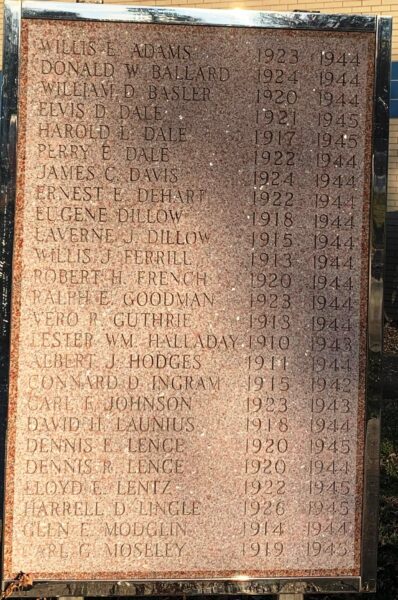 WILLIS E. ADAMS 1923 1944
DONALD W. BALLARD 1924 1944
WILLIAM D. BASLER 1920 1944
ELVIS D. DALE 1921 1945
HAROLD L. DALE 1917 1945
PERRY E. DALE 1922 1944
JAMES C. DAVIS 1924 1944
ERNEST E. DEHART 1922 1944
EUGENE DILLOW 1918 1944
LAVERNE J. DILLOW 1915 1944
WILLIS J. FERRILL 1913 1944
ROBERT H. FRENCH 1920 1944
RALPH E. GOODMAN 1923 1944
VERO R. GUTHRIE 1913 1944
LESTER WM. HALLADAY 1910 1943
ALBERT J. HODGES 1911 1944
CONNARD D. INGRAM 1915 1942
CARL F. JOHNSON 1923 1943
DAVID H. LAUNIUS 1918 1944
DENNIS E. LENCE 1920 1945
DENNIS R. LENCE 1920 1944
LLOYD E. LENTZ 1922 1945
HARRELL D. LINGLE 1926 1945
GLEN E. MODGLIN 1914 1944
EARL G. MOSELEY 1919 1945